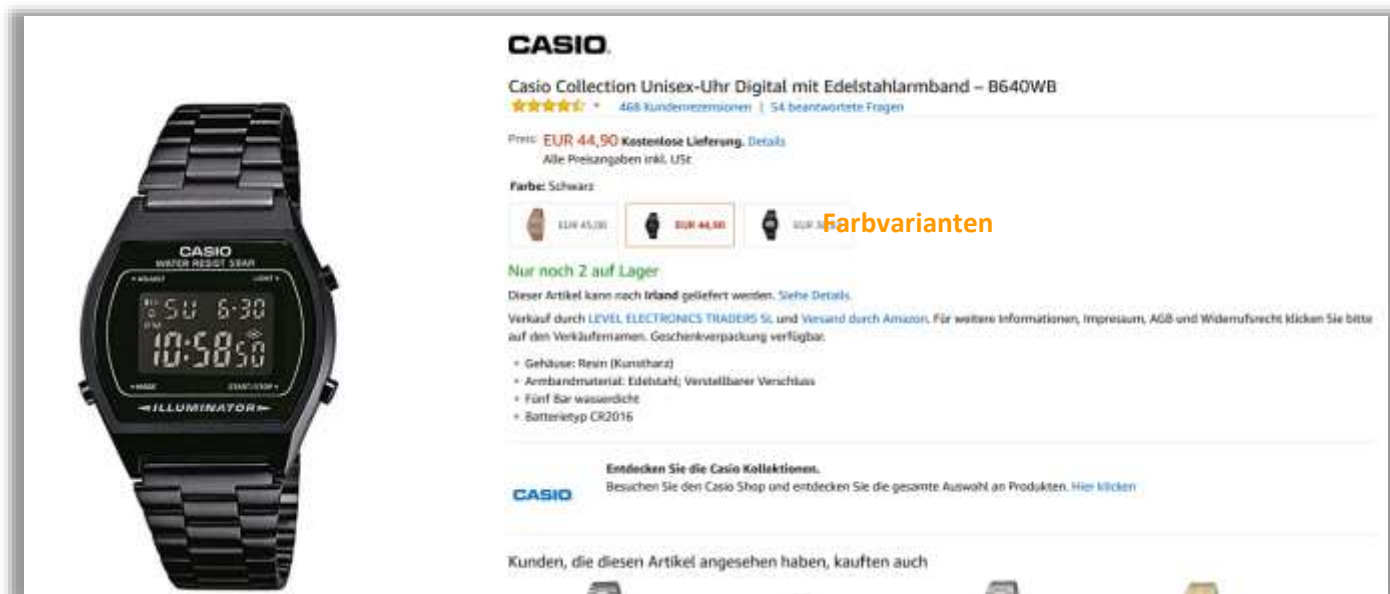 CASIO
Casio Collection Unisex-Uhr Digital mit Edelstahlarmband – B640WB
468 Kundenrezensionen | 54 beantwortete Fragen
Preis: EUR 44,90 Kostenlose Lieferung. Details
Alle Preisangaben inkl. USt
Farbe: Schwarz
EUR 45,00 EUR 44,90 EUR Farbvarianten
Nur noch 2 auf Lager
Dieser Artikel kann nach Irland geliefert werden. Siehe Details.
Verkauf durch LEVEL ELECTRONICS TRADERS SL und Versand durch Amazon. Für weitere Informationen, Impressum, AGB und Widerrufsrecht klicken Sie bitte
auf den Verkäufernamen. Geschenkverpackung verfügbar.
Gehäuse: Resin (Kunstharz)
Armbandmaterial: Edelstahl; Verstellbarer Verschluss
Fünf Bar wasserdicht
Batterietyp CR2016
Entdecken Sie die Casio Kollektionen.
CASIO
Besuchen Sie den Casio Shop und entdecken Sie die gesamte Auswahl an Produkten. Hier klicken
Kunden, die diesen Artikel angesehen haben, kauften auch
CASIO
WATER RESIST 50M
ADJUST LIGHT
SU 6-30
PM
10:58 50
MODE START/STOP
ILLUMINATOR